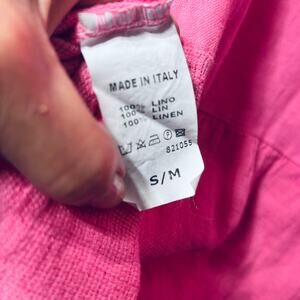 MADE IN ITALY
100% LINO
100% LIN
100% LINEN
821055
S/M